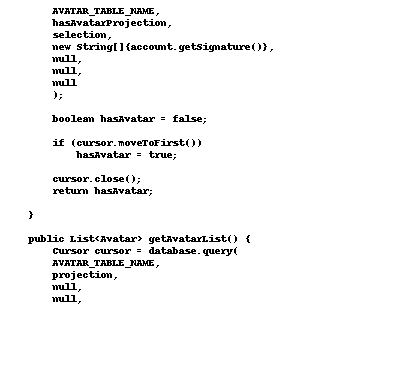 AVATAR_TABLE_NAME,
hasAvatarProjection,
selection,
new String[]{account.getSignature()},
null,
null,
null
);
boolean hasAvatar = false;
if (cursor.moveToFirst())
hasAvatar = true;
cursor.close();
return hasAvatar;
}
public List<Avatar> getAvatarList() {
Cursor cursor = database.query(
AVATAR_TABLE_NAME,
projection,
null,
null,